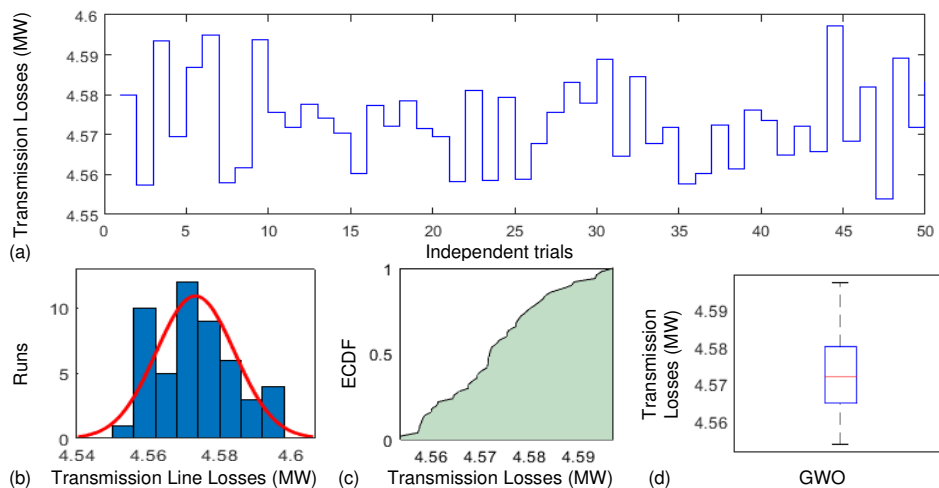 Transmission Losses (MW)
4.6
4.59
4.58
4.57
4.56
4.55
0 5 10 15 20 25 30 35 40 45 50
(a) Independent trials
Runs
10
5
0
4.54 4.56 4.58 4.6
(b) Transmission Line Losses (MW)
ECDF
1
0.5
0
4.56 4.57 4.58 4.59
(c) Transmission Losses (MW)
Transmission
Losses (MW)
4.59
4.58
4.57
4.56
(d) GWO